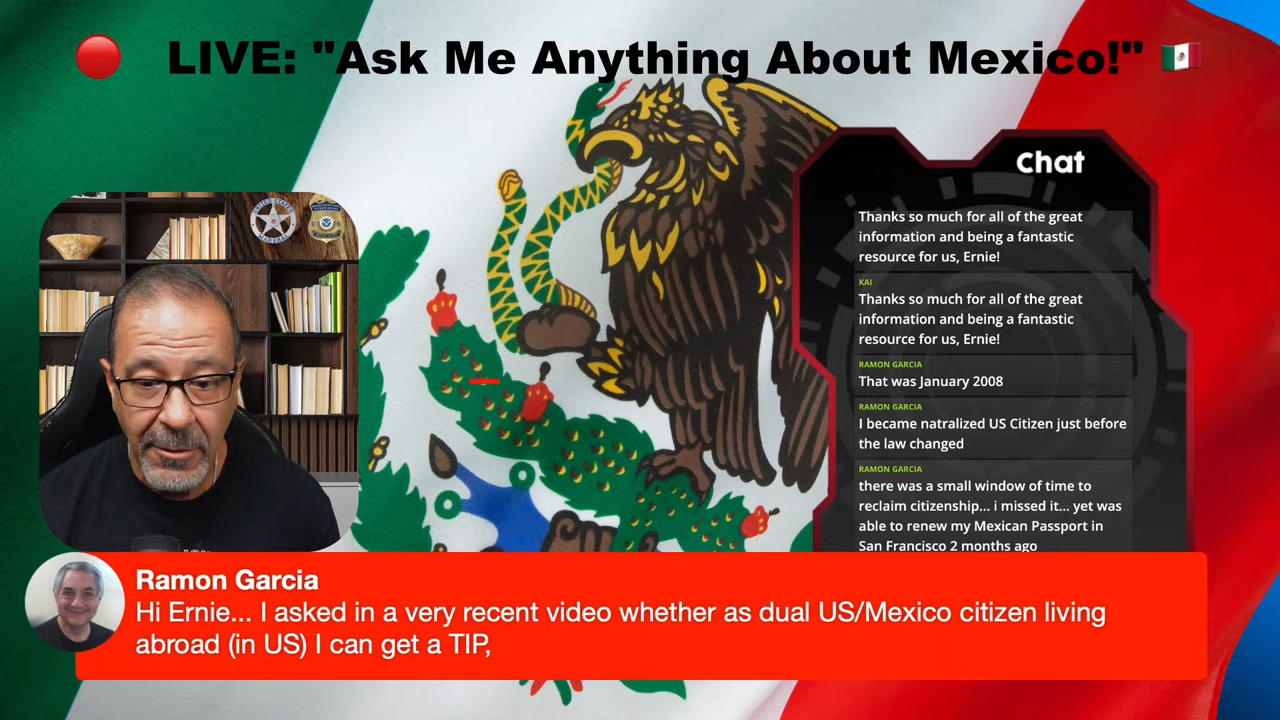 LIVE: "Ask Me Anything About Mexico!"
UNITED STATES
MARSHAL
Chat
Thanks so much for all of the great
information and being a fantastic
resource for us, Ernie!
KAI
Thanks so much for all of the great
information and being a fantastic
resource for us, Ernie!
RAMON GARCIA
That was January 2008
RAMON GARCIA
I became natralized US Citizen just before
the law changed
RAMON GARCIA
there was a small window of time to
reclaim citizenship... i missed it... yet was
able to renew my Mexican Passport in
San Francisco 2 months ago
Ramon Garcia
Hi Ernie... I asked in a very recent video whether as dual US/Mexico citizen living
abroad (in US) I can get a TIP,